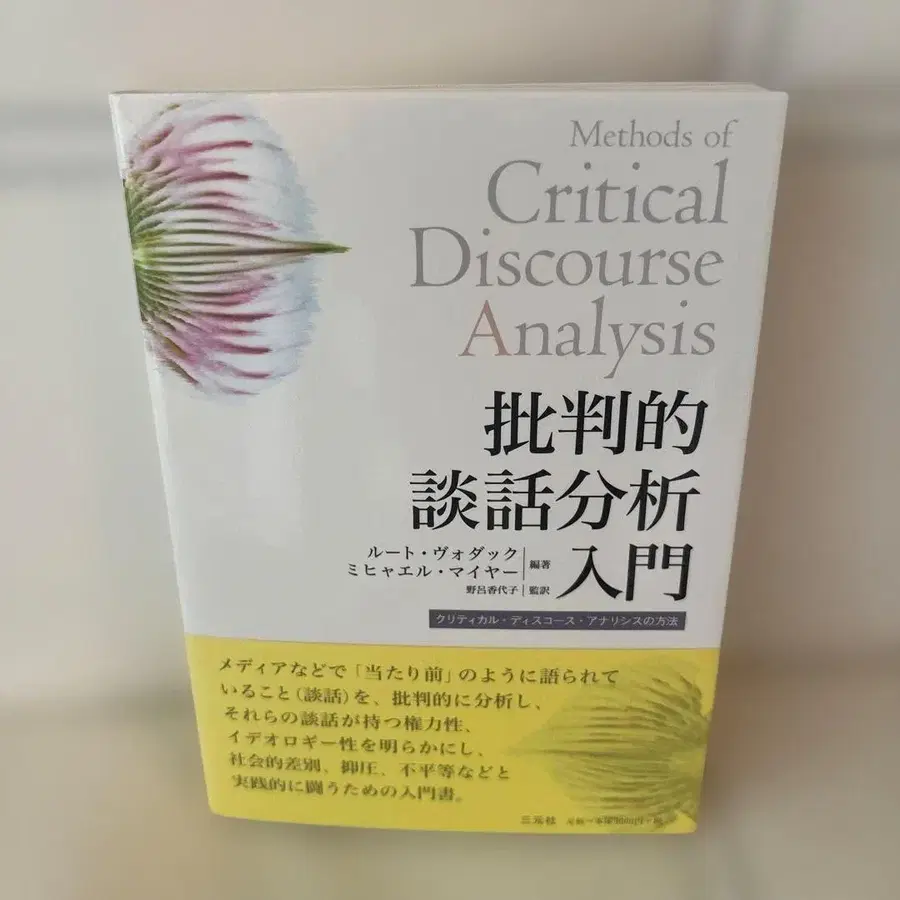 Methods of
Critical
Discourse
Analysis
批判的
談話分析
入門
ルート・ヴォダック
ミヒャエル・マイヤー
編著
野呂香代子
監訳
クリティカル・ディスコース・アナリシスの方法
メディアなどで「当たり前」のように語られて
いること（談話）を、批判的に分析し、
それらの談話が持つ権力性、
イデオロギー性を明らかにし、
社会的差別、抑圧、不平等などと
実践的に闘うための入門書。
三元社